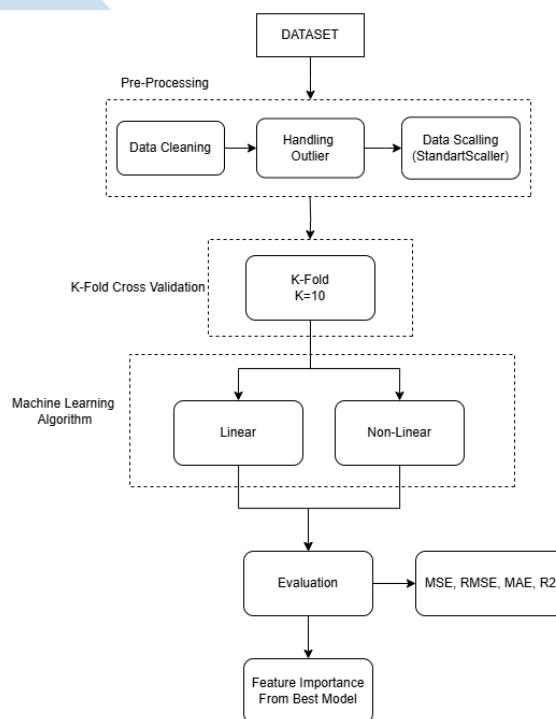 DATASET
Pre-Processing
Data Cleaning
Handling
Outlier
Data Scalling
(StandartScaller)
K-Fold Cross Validation
K-Fold
K=10
Machine Learning
Algorithm
Linear
Non-Linear
Evaluation
MSE, RMSE, MAE, R2
Feature Importance
From Best Model